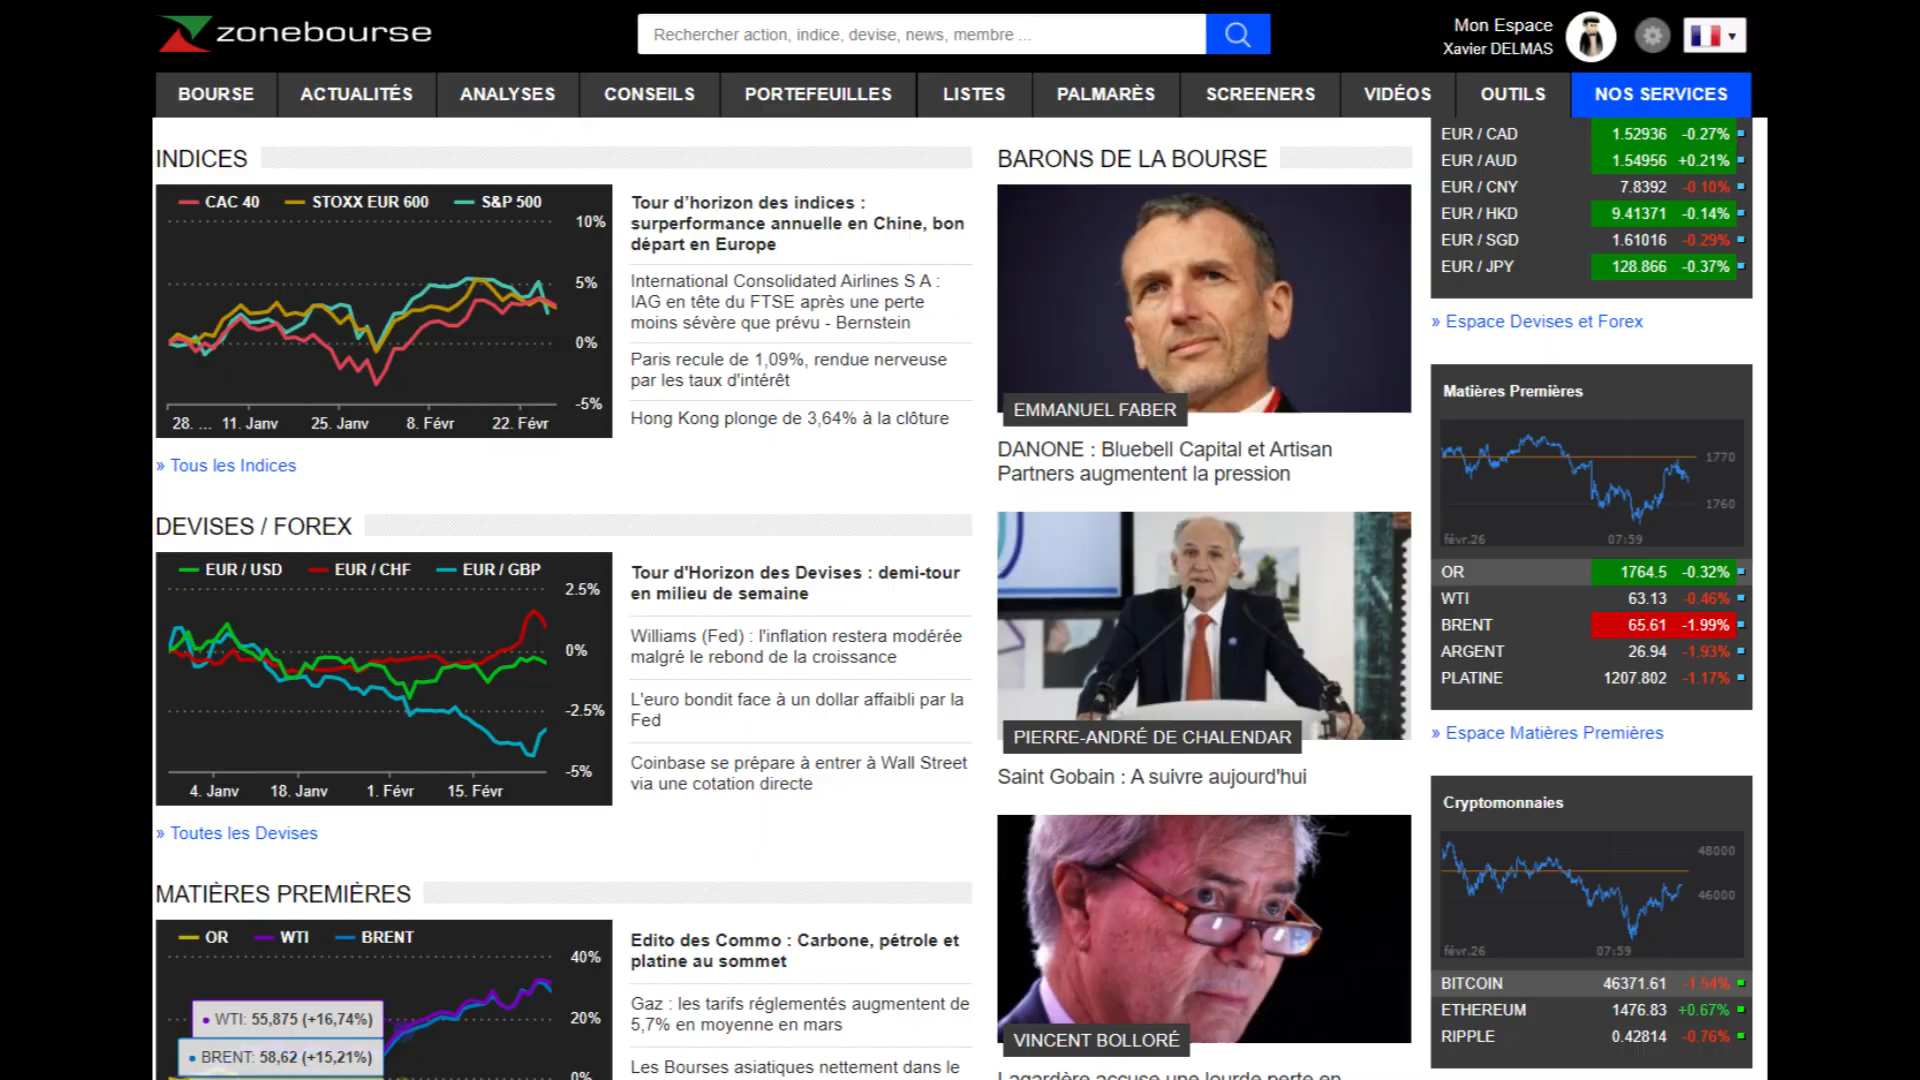 zonebourse
Rechercher action, indice, devise, news, membre ...
Mon Espace
Xavier DELMAS
BOURSE
ACTUALITÉS
ANALYSES
CONSEILS
PORTEFEUILLES
LISTES
PALMARÈS
SCREENERS
VIDÉOS
OUTILS
NOS SERVICES
INDICES
CAC 40 STOXX EUR 600 S&P 500
10%
5%
0%
-5%
28. ... 11. Janv 25. Janv 8. Févr 22. Févr
» Tous les Indices
Tour d’horizon des indices :
surperformance annuelle en Chine, bon
départ en Europe
International Consolidated Airlines S A :
IAG en tête du FTSE après une perte
moins sévère que prévu - Bernstein
Paris recule de 1,09%, rendue nerveuse
par les taux d'intérêt
Hong Kong plonge de 3,64% à la clôture
DEVISES / FOREX
EUR / USD EUR / CHF EUR / GBP
2.5%
0%
-2.5%
-5%
4. Janv 18. Janv 1. Févr 15. Févr
» Toutes les Devises
Tour d'Horizon des Devises : demi-tour
en milieu de semaine
Williams (Fed) : l'inflation restera modérée
malgré le rebond de la croissance
L'euro bondit face à un dollar affaibli par la
Fed
Coinbase se prépare à entrer à Wall Street
via une cotation directe
MATIÈRES PREMIÈRES
OR WTI BRENT
40%
20%
0%
WTI: 55,875 (+16,74%)
BRENT: 58,62 (+15,21%)
Edito des Commo : Carbone, pétrole et
platine au sommet
Gaz : les tarifs réglementés augmentent de
5,7% en moyenne en mars
Les Bourses asiatiques nettement dans le
BARONS DE LA BOURSE
EMMANUEL FABER
DANONE : Bluebell Capital et Artisan
Partners augmentent la pression
PIERRE-ANDRÉ DE CHALENDAR
Saint Gobain : A suivre aujourd'hui
VINCENT BOLLORÉ
Lagardère accuse une lourde perte en
EUR / CAD 1.52936 -0.27%
EUR / AUD 1.54956 +0.21%
EUR / CNY 7.8392 -0.10%
EUR / HKD 9.41371 -0.14%
EUR / SGD 1.61016 -0.29%
EUR / JPY 128.866 -0.37%
» Espace Devises et Forex
Matières Premières
1770
1760
févr.26 07:59
OR 1764.5 -0.32%
WTI 63.13 -0.46%
BRENT 65.61 -1.99%
ARGENT 26.94 -1.93%
PLATINE 1207.802 -1.17%
» Espace Matières Premières
Cryptomonnaies
48000
46000
févr.26 07:59
BITCOIN 46371.61 -1.54%
ETHEREUM 1476.83 +0.67%
RIPPLE 0.42814 -0.76%